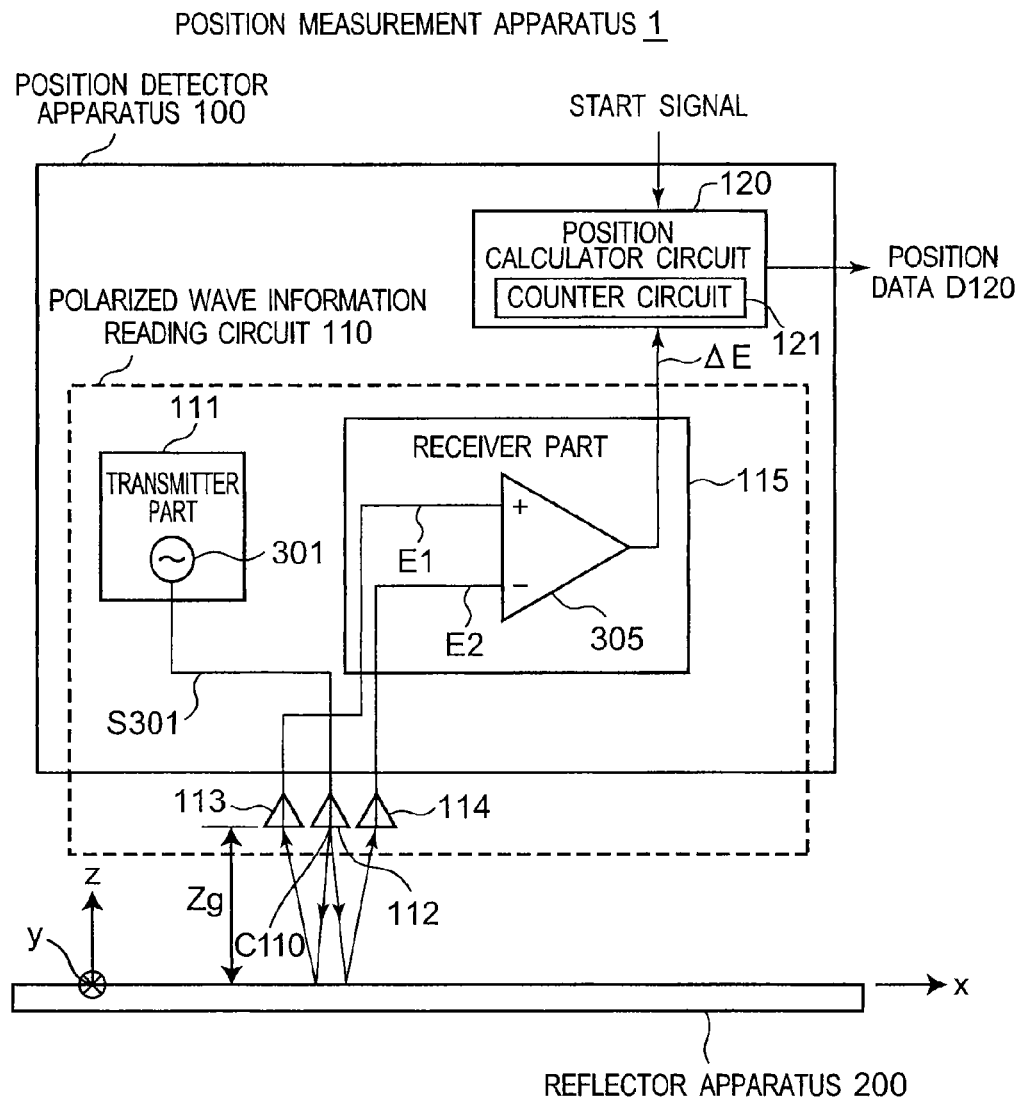 POSITION MEASUREMENT APPARATUS 1
POSITION DETECTOR
APPARATUS 100
START SIGNAL
120
POSITION
CALCULATOR CIRCUIT
COUNTER CIRCUIT
POSITION
DATA D120
POLARIZED WAVE INFORMATION
READING CIRCUIT 110
121
ΔE
111
TRANSMITTER
PART
301
RECEIVER PART
115
+
E1
−
E2
305
S301
113
114
z
Zg
112
C110
y
x
REFLECTOR APPARATUS 200